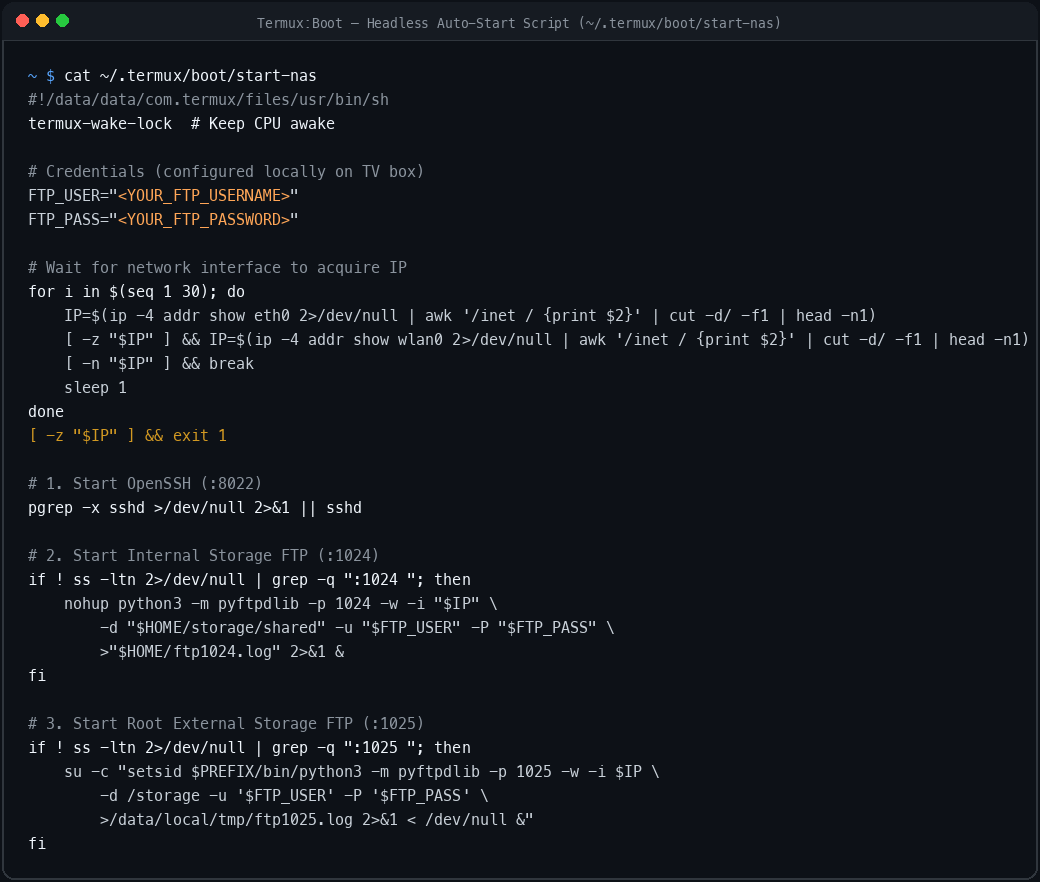 Termux:Boot — Headless Auto-Start Script (~/.termux/boot/start-nas)
~ $ cat ~/.termux/boot/start-nas
#!/data/data/com.termux/files/usr/bin/sh
termux-wake-lock  # Keep CPU awake
# Credentials (configured locally on TV box)
FTP_USER="<YOUR_FTP_USERNAME>"
FTP_PASS="<YOUR_FTP_PASSWORD>"
# Wait for network interface to acquire IP
for i in $(seq 1 30); do
    IP=$(ip -4 addr show eth0 2>/dev/null | awk '/inet / {print $2}' | cut -d/ -f1 | head -n1)
    [ -z "$IP" ] && IP=$(ip -4 addr show wlan0 2>/dev/null | awk '/inet / {print $2}' | cut -d/ -f1 | head -n1)
    [ -n "$IP" ] && break
    sleep 1
done
[ -z "$IP" ] && exit 1
# 1. Start OpenSSH (:8022)
pgrep -x sshd >/dev/null 2>&1 || sshd
# 2. Start Internal Storage FTP (:1024)
if ! ss -ltn 2>/dev/null | grep -q ":1024 "; then
    nohup python3 -m pyftpdlib -p 1024 -w -i "$IP" \
        -d "$HOME/storage/shared" -u "$FTP_USER" -P "$FTP_PASS" \
        >"$HOME/ftp1024.log" 2>&1 &
fi
# 3. Start Root External Storage FTP (:1025)
if ! ss -ltn 2>/dev/null | grep -q ":1025 "; then
    su -c "setsid $PREFIX/bin/python3 -m pyftpdlib -p 1025 -w -i $IP \
        -d /storage -u '$FTP_USER' -P '$FTP_PASS' \
        >/data/local/tmp/ftp1025.log 2>&1 < /dev/null &"
fi